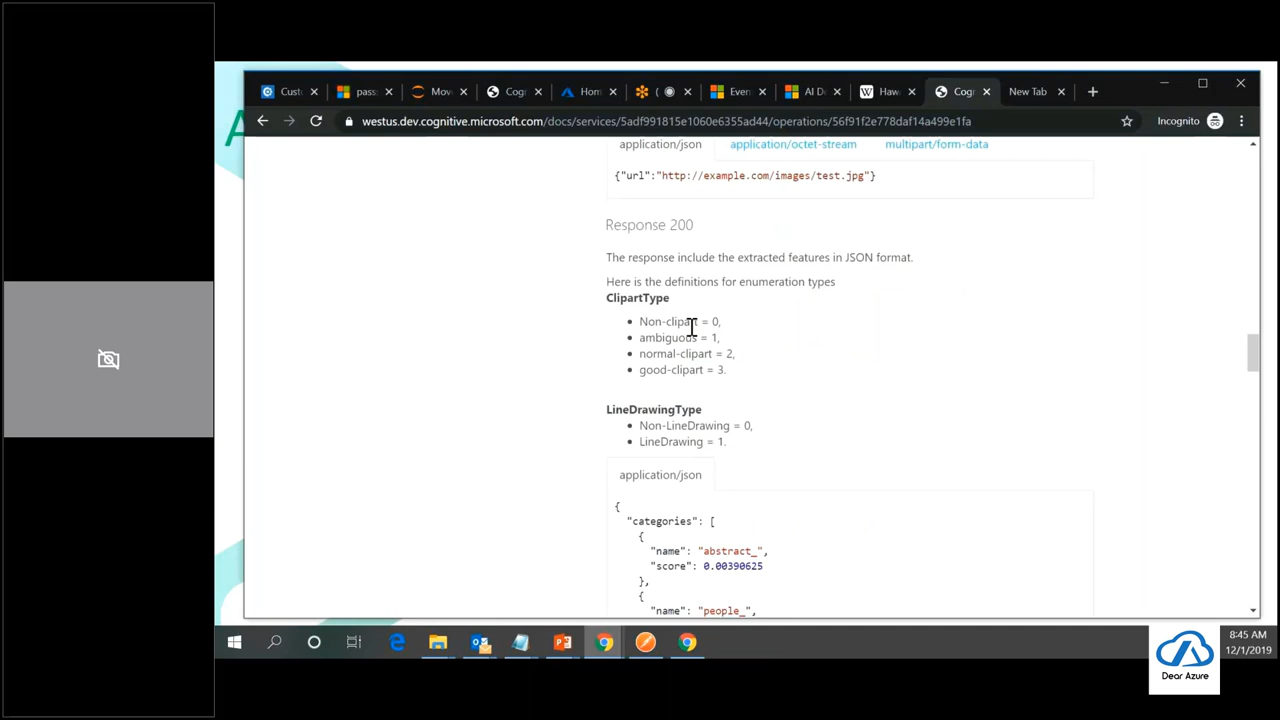 Custo
pass
Mov
Cogn
Hom
(
Even
AI De
Haw
Cogn
New Tab
westus.dev.cognitive.microsoft.com/docs/services/5adf991815e1060e6355ad44/operations/56f91f2e778daf14a499e1fa
Incognito
application/json application/octet-stream multipart/form-data
{"url":"http://example.com/images/test.jpg"}
Response 200
The response include the extracted features in JSON format.
Here is the definitions for enumeration types
ClipartType
Non-clipart = 0,
ambiguous = 1,
normal-clipart = 2,
good-clipart = 3.
LineDrawingType
Non-LineDrawing = 0,
LineDrawing = 1.
application/json
{
"categories": [
{
"name": "abstract_",
"score": 0.00390625
},
{
"name": "people_",
8:45 AM
12/1/2019
Dear Azure